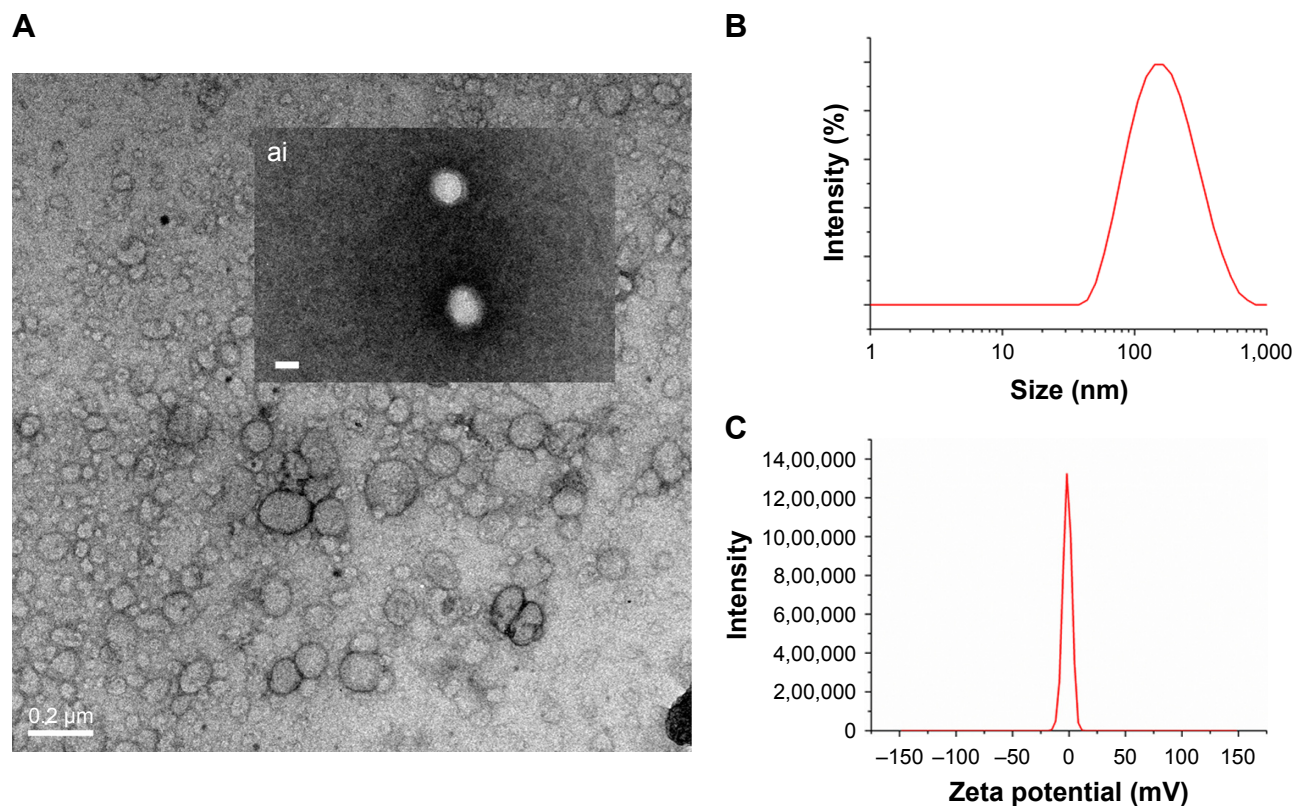 A
ai
0.2 µm
B
Intensity (%)
1
10
100
1,000
Size (nm)
C
Intensity
14,00,000
12,00,000
10,00,000
8,00,000
6,00,000
4,00,000
2,00,000
0
–150 –100 –50 0 50 100 150
Zeta potential (mV)